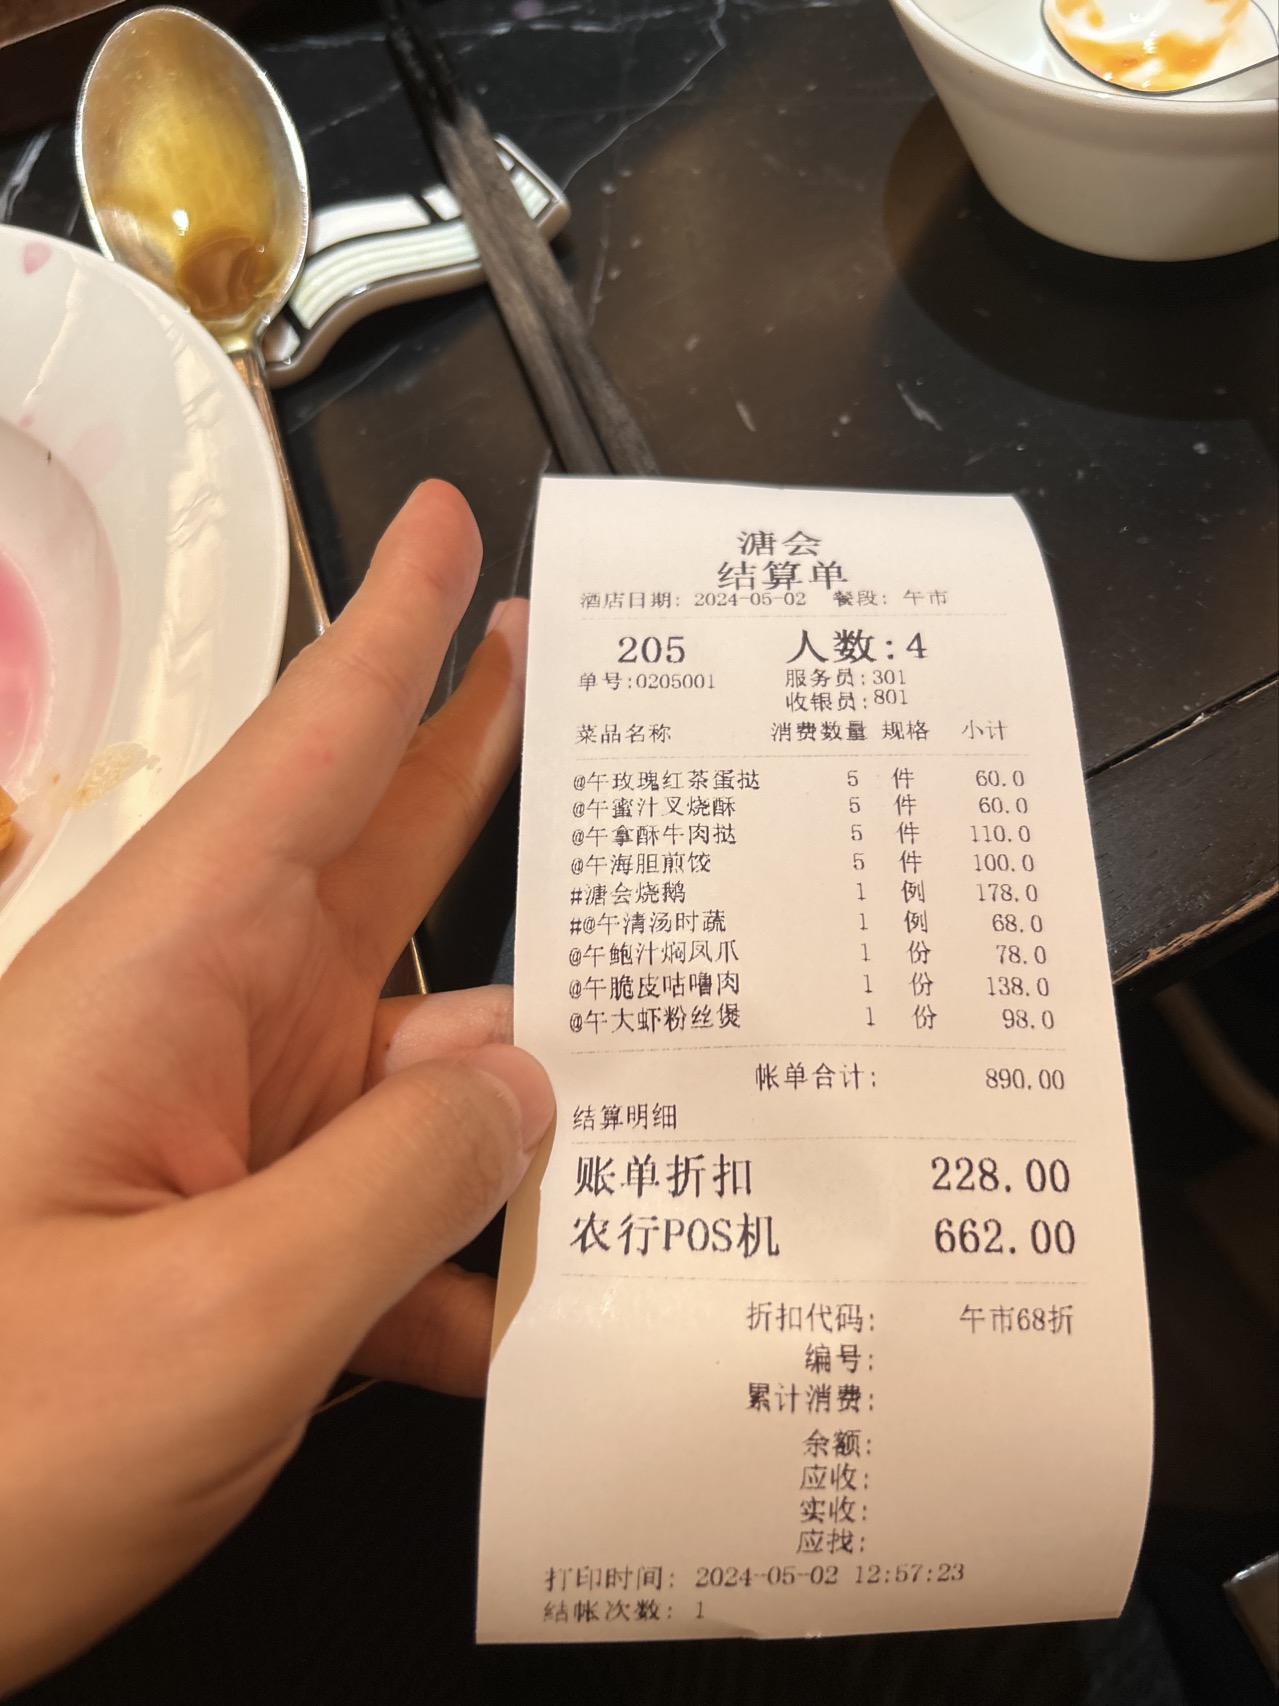 溏会
结算单
酒店日期: 2024-05-02 餐段: 午市
205 人数:4
单号:0205001 服务员:301
收银员:801
菜品名称 消费数量 规格 小计
@午玫瑰红茶蛋挞 5 件 60.0
@午蜜汁叉烧酥 5 件 60.0
@午拿酥牛肉挞 5 件 110.0
@午海胆煎饺 5 件 100.0
#溏会烧鹅 1 例 178.0
#@午清汤时蔬 1 例 68.0
@午鲍汁焖凤爪 1 份 78.0
@午脆皮咕噜肉 1 份 138.0
@午大虾粉丝煲 1 份 98.0
帐单合计: 890.00
结算明细
账单折扣 228.00
农行POS机 662.00
折扣代码: 午市68折
编号:
累计消费:
余额:
应收:
实收:
应找:
打印时间: 2024-05-02 12:57:23
结帐次数: 1